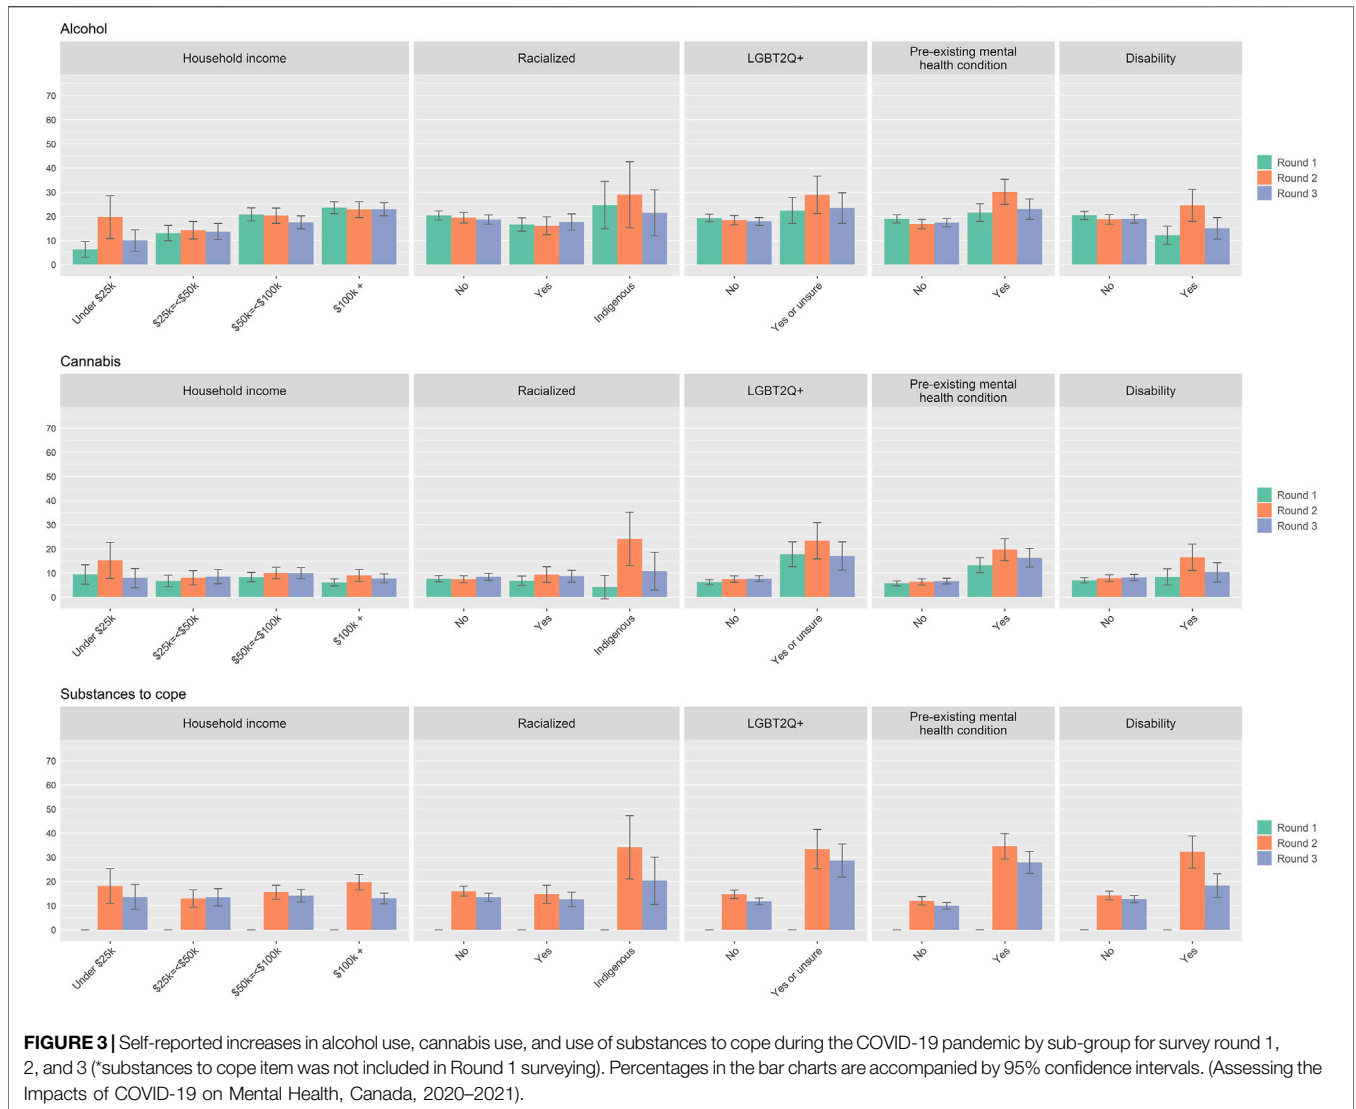 Alcohol
Household income
Racialized
LGBT2Q+
Pre-existing mental
health condition
Disability
70
60
50
40
30
20
10
0
Under $25k
$25k=<$50k
$50k=<$100k
$100k +
No
Yes
Indigenous
No
Yes or unsure
No
Yes
No
Yes
Round 1
Round 2
Round 3
Cannabis
Household income
Racialized
LGBT2Q+
Pre-existing mental
health condition
Disability
70
60
50
40
30
20
10
0
Under $25k
$25k=<$50k
$50k=<$100k
$100k +
No
Yes
Indigenous
No
Yes or unsure
No
Yes
No
Yes
Round 1
Round 2
Round 3
Substances to cope
Household income
Racialized
LGBT2Q+
Pre-existing mental
health condition
Disability
70
60
50
40
30
20
10
0
Under $25k
$25k=<$50k
$50k=<$100k
$100k +
No
Yes
Indigenous
No
Yes or unsure
No
Yes
No
Yes
Round 1
Round 2
Round 3
FIGURE 3 | Self-reported increases in alcohol use, cannabis use, and use of substances to cope during the COVID-19 pandemic by sub-group for survey round 1,
2, and 3 (*substances to cope item was not included in Round 1 surveying). Percentages in the bar charts are accompanied by 95% confidence intervals. (Assessing the
Impacts of COVID-19 on Mental Health, Canada, 2020–2021).